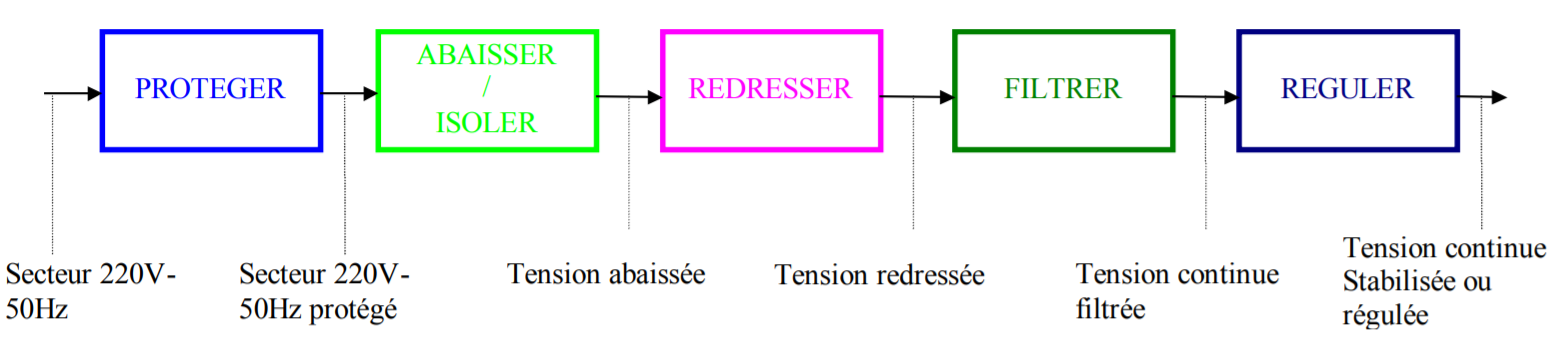 PROTEGER
ABAISSER
/
ISOLER
REDRESSER
FILTRER
REGULER
Secteur 220V-
50Hz
Secteur 220V-
50Hz protégé
Tension abaissée
Tension redressée
Tension continue
filtrée
Tension continue
Stabilisée ou
régulée